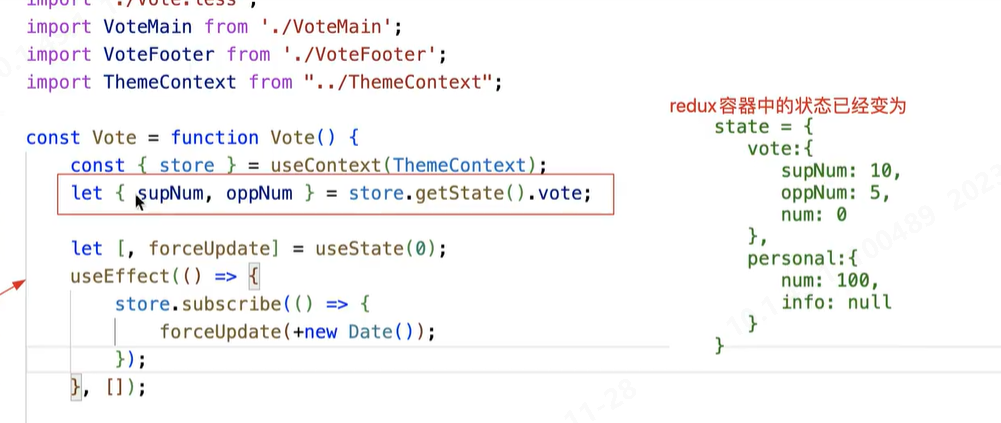 import './Vote.less';
import VoteMain from './VoteMain';
import VoteFooter from './VoteFooter';
import ThemeContext from "../ThemeContext";
const Vote = function Vote() {
const { store } = useContext(ThemeContext);
let { supNum, oppNum } = store.getState().vote;
let [, forceUpdate] = useState(0);
useEffect(() => {
store.subscribe(() => {
forceUpdate(+new Date());
});
}, []);
redux容器中的状态已经变为
state = {
vote:{
supNum: 10,
oppNum: 5,
num: 0
},
personal:{
num: 100,
info: null
}
}
11-28